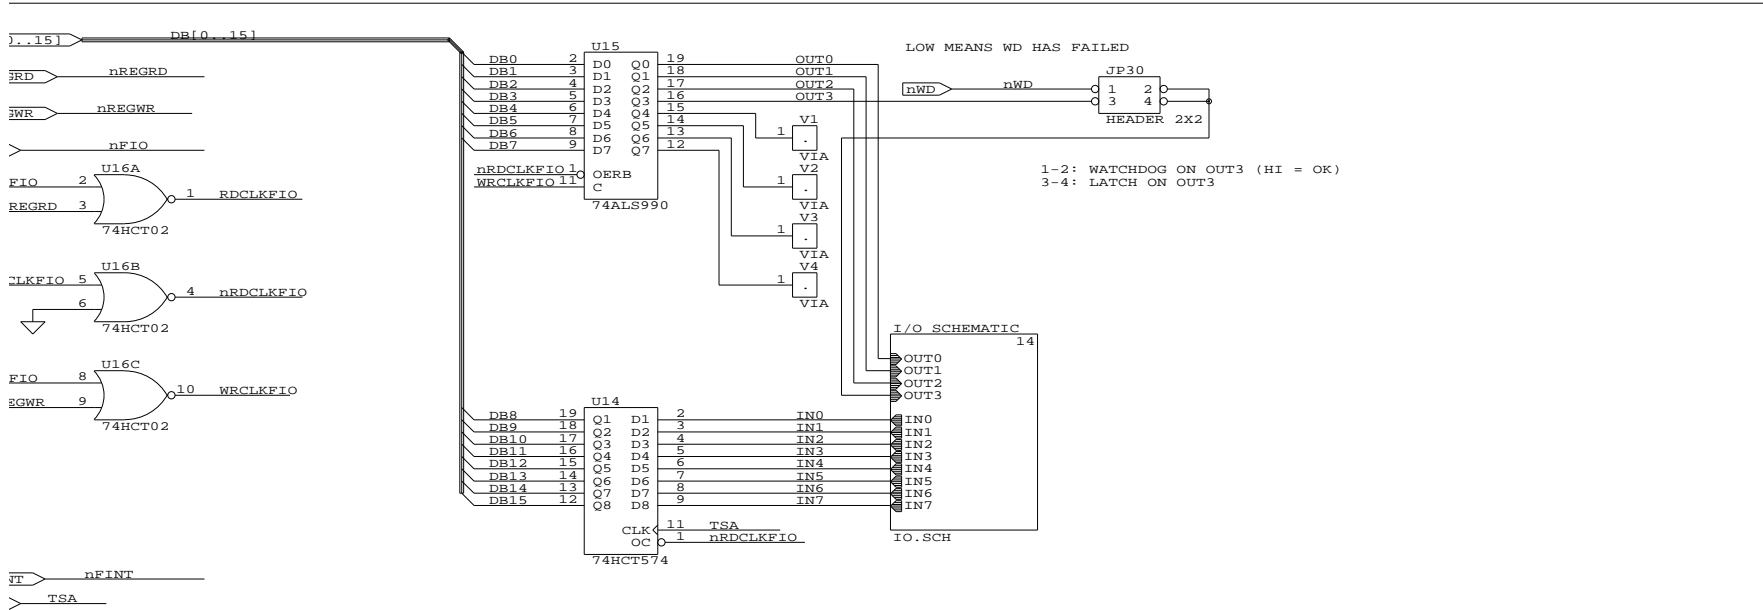 0..15]
DB[0..15]
GRD
nREGRD
GWR
nREGWR
nFIO
FIO 2
REGRD 3
U16A
1 RDCLKFIO
74HCT02
CLKFIO 5
6
U16B
4 nRDCLKFIO
74HCT02
FIO 8
EGWR 9
U16C
10 WRCLKFIO
74HCT02
NT
nFINT
TSA
U15
DB0 2 D0 Q0 19 OUT0
DB1 3 D1 Q1 18 OUT1
DB2 4 D2 Q2 17 OUT2
DB3 5 D3 Q3 16 OUT3
DB4 6 D4 Q4 15
DB5 7 D5 Q5 14
DB6 8 D6 Q6 13
DB7 9 D7 Q7 12
nRDCLKFIO 1 OERB
WRCLKFIO 11 C
74ALS990
V1
1
VIA
V2
1
VIA
V3
1
VIA
V4
1
VIA
LOW MEANS WD HAS FAILED
nWD
nWD
JP30
1 2
3 4
HEADER 2X2
1-2: WATCHDOG ON OUT3 (HI = OK)
3-4: LATCH ON OUT3
I/O SCHEMATIC
14
OUT0
OUT1
OUT2
OUT3
U14
DB8 19 Q1 D1 2 IN0 IN0
DB9 18 Q2 D2 3 IN1 IN1
DB10 17 Q3 D3 4 IN2 IN2
DB11 16 Q4 D4 5 IN3 IN3
DB12 15 Q5 D5 6 IN4 IN4
DB13 14 Q6 D6 7 IN5 IN5
DB14 13 Q7 D7 8 IN6 IN6
DB15 12 Q8 D8 9 IN7 IN7
CLK 11 TSA
OC 1 nRDCLKFIO
74HCT574
IO.SCH